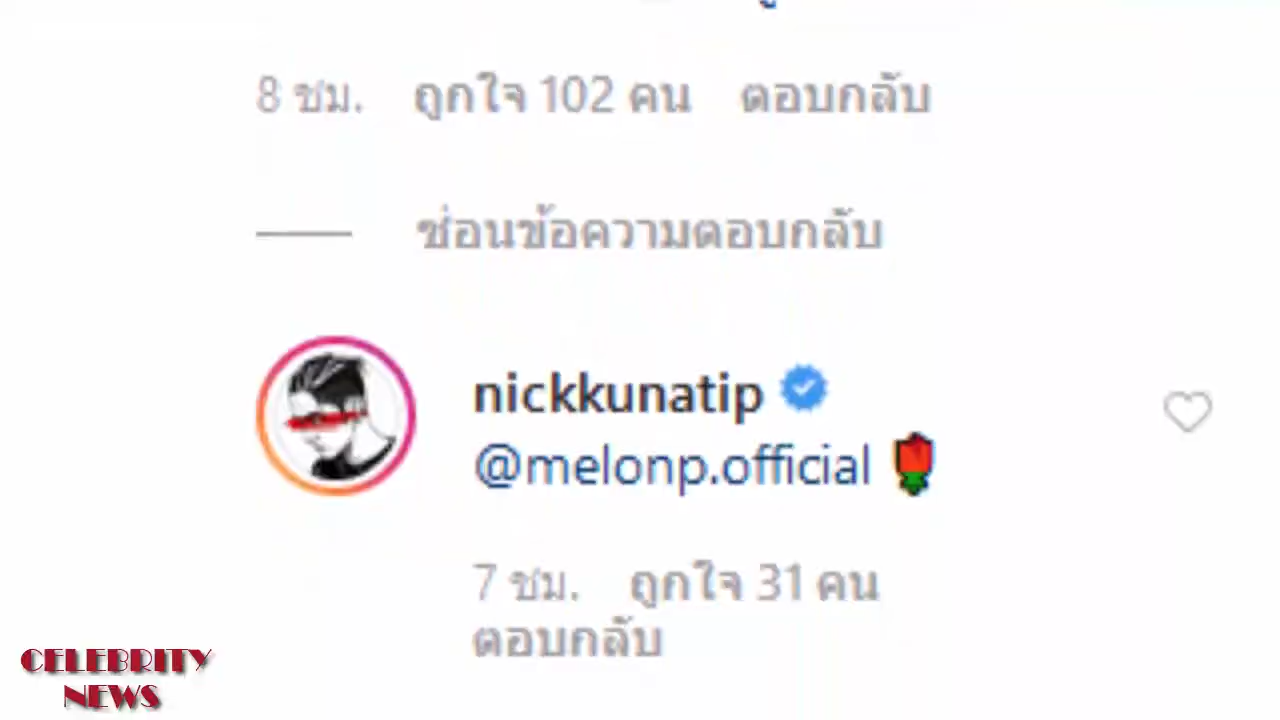 8 ชม. ถูกใจ 102 คน ตอบกลับ
ซ่อนข้อความตอบกลับ
nickkunatip
@melonp.official 🌹
7 ชม. ถูกใจ 31 คน
ตอบกลับ
CELEBRITY
NEWS